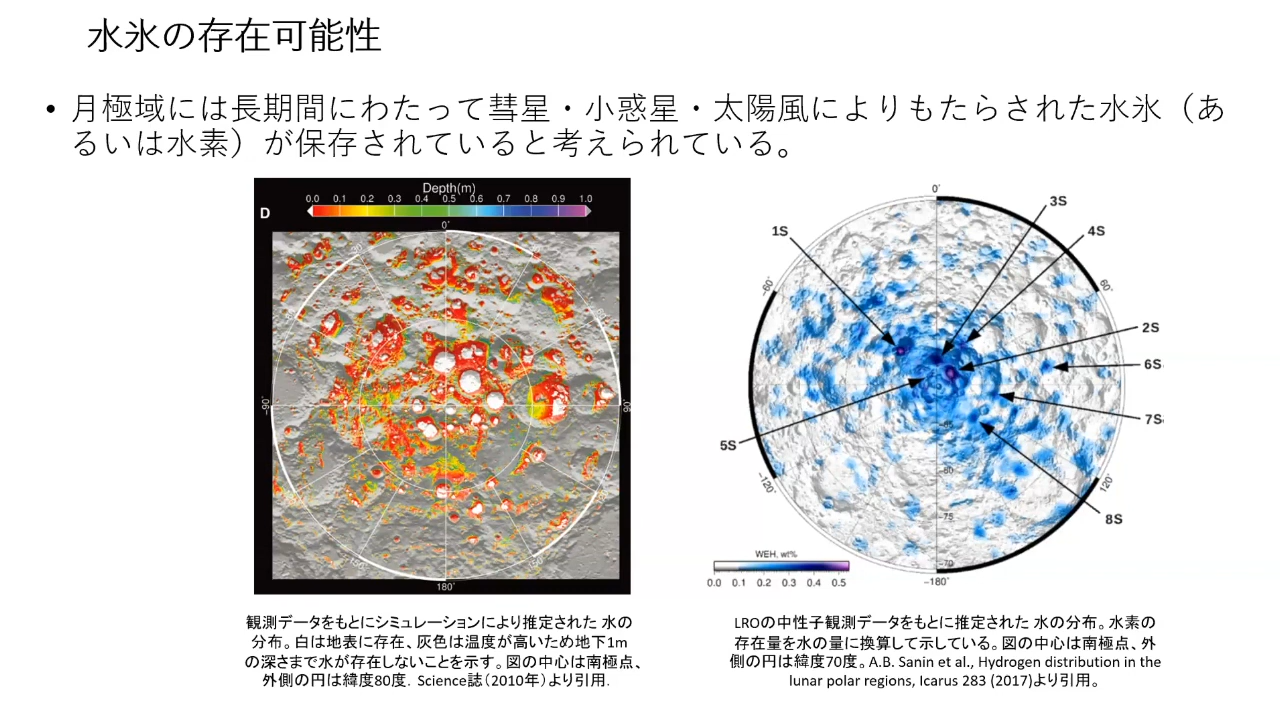 水氷の存在可能性
• 月極域には長期間にわたって彗星・小惑星・太陽風によりもたらされた水氷（あ
るいは水素）が保存されていると考えられている。
Depth(m)
0.0 0.1 0.2 0.3 0.4 0.5 0.6 0.7 0.8 0.9 1.0
D
0°
-90°
90
-150°
150
180°
0°
3S
1S
4S
60°
-60°
2S
6S
7S
5S
-80
-120°
120°
8S
-75
-70
-180°
WEH, wt%
0.0 0.1 0.2 0.3 0.4 0.5
観測データをもとにシミュレーションにより推定された 水の
分布。白は地表に存在、灰色は温度が高いため地下1m
の深さまで水が存在しないことを示す。図の中心は南極点、
外側の円は緯度80度. Science誌（2010年）より引用.
LROの中性子観測データをもとに推定された 水の分布。水素の
存在量を水の量に換算して示している。図の中心は南極点、外
側の円は緯度70度。A.B. Sanin et al., Hydrogen distribution in the
lunar polar regions, Icarus 283 (2017)より引用。